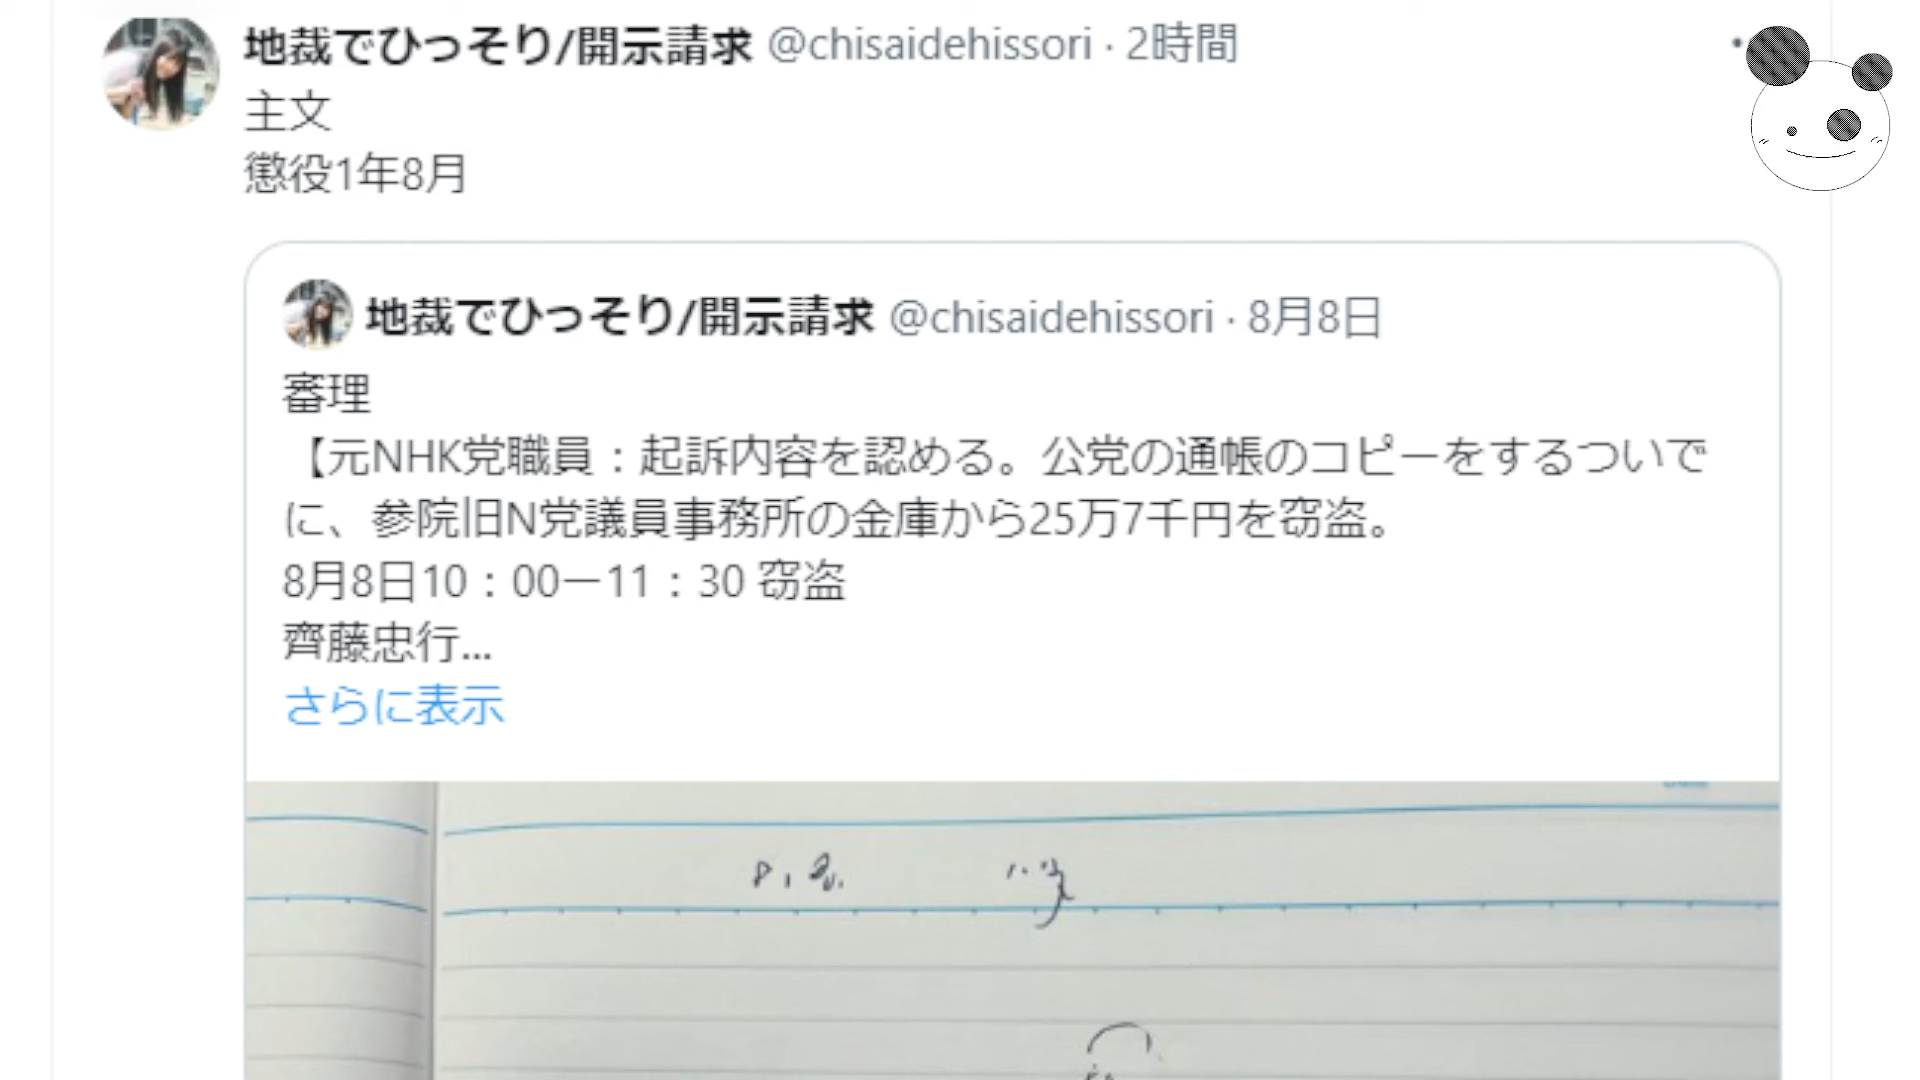 地裁でひっそり/開示請求 @chisaidehissori · 2時間
主文
懲役1年8月
地裁でひっそり/開示請求 @chisaidehissori · 8月8日
審理
【元NHK党職員：起訴内容を認める。公党の通帳のコピーをするついで
に、参院旧N党議員事務所の金庫から25万7千円を窃盗。
8月8日10：00ー11：30 窃盗
齊藤忠行...
さらに表示